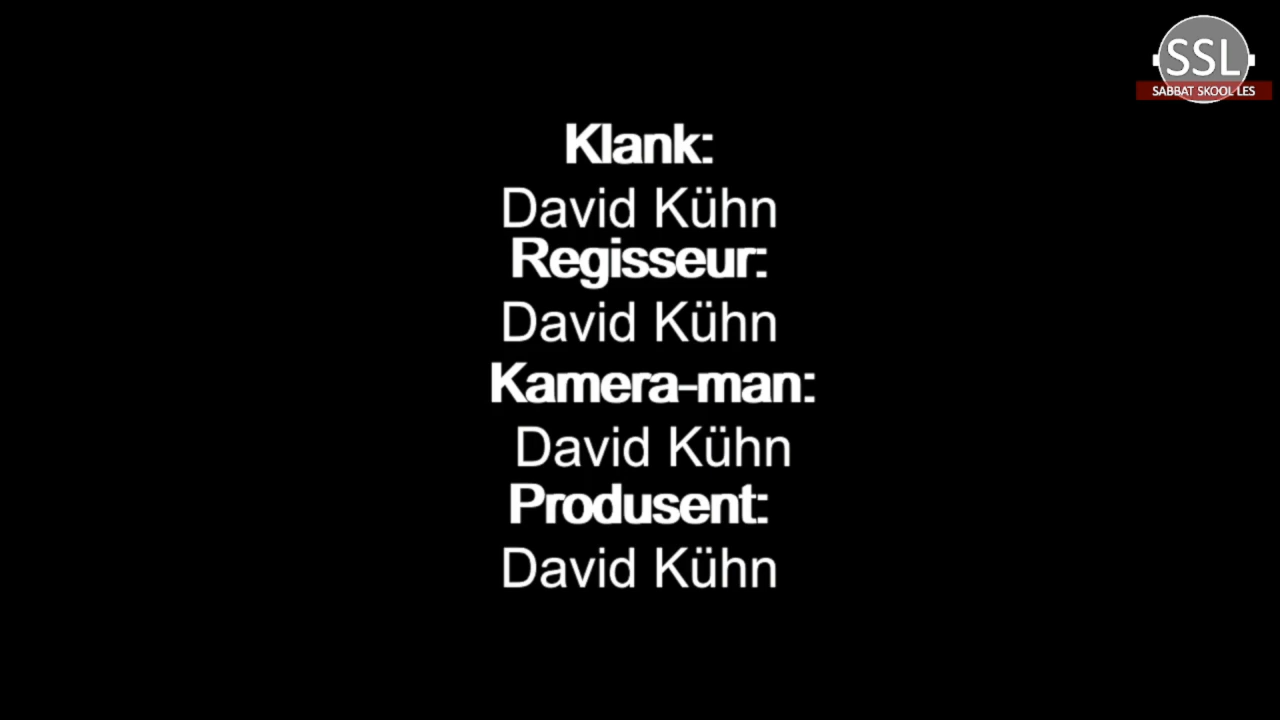 SSL
SABBAT SKOOL LES
Klank:
David Kühn
Regisseur:
David Kühn
Kamera-man:
David Kühn
Produsent:
David Kühn